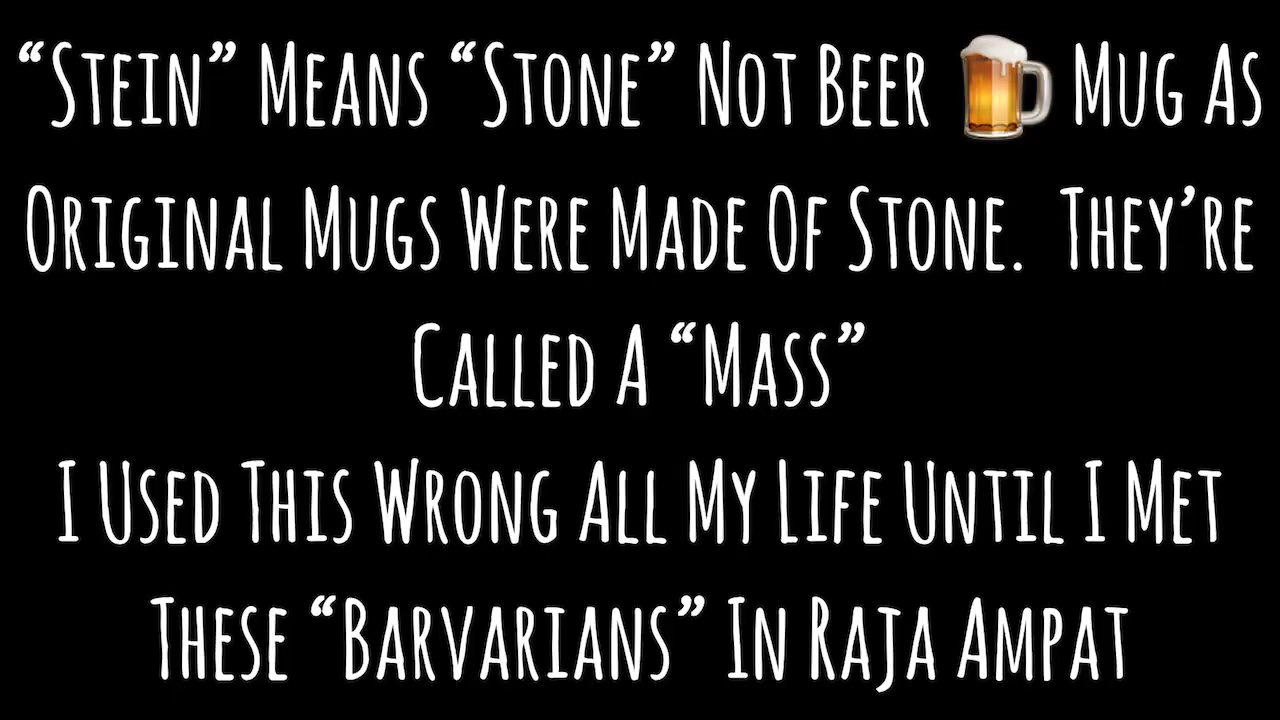 “Stein” Means “Stone” Not Beer 🍺 Mug As
Original Mugs Were Made Of Stone. They’re
Called A “Mass”
I Used This Wrong All My Life Until I Met
These “Barvarians” In Raja Ampat